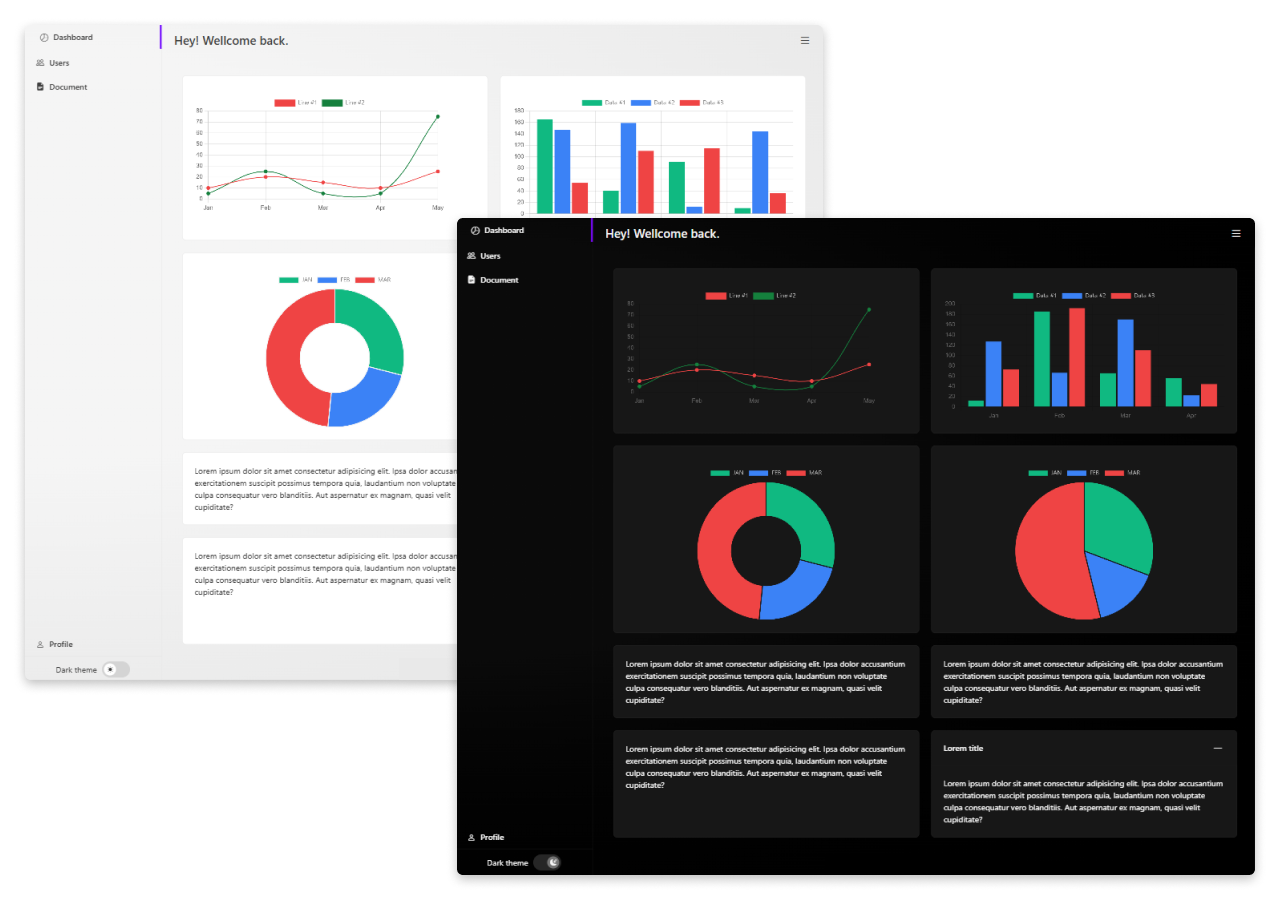 Dashboard
Users
Document
Profile
Dark theme
Hey! Wellcome back.
Line #1 Line #2
80
70
60
50
40
30
20
10
0
Jan Feb Mar Apr May
Data #1 Data #2 Data #3
180
160
140
120
100
80
60
40
20
0
JAN FEB MAR
Lorem ipsum dolor sit amet consectetur adipisicing elit. Ipsa dolor accusan
exercitationem suscipit possimus tempora quia, laudantium non voluptate
culpa consequatur vero blanditiis. Aut aspernatur ex magnam, quasi velit
cupiditate?
Lorem ipsum dolor sit amet consectetur adipisicing elit. Ipsa dolor accusan
exercitationem suscipit possimus tempora quia, laudantium non voluptate
culpa consequatur vero blanditiis. Aut aspernatur ex magnam, quasi velit
cupiditate?
Dashboard
Users
Document
Profile
Dark theme
Hey! Wellcome back.
Line #1 Line #2
80
70
60
50
40
30
20
10
0
Jan Feb Mar Apr May
Data #1 Data #2 Data #3
200
180
160
140
120
100
80
60
40
20
0
Jan Feb Mar Apr
JAN FEB MAR
JAN FEB MAR
Lorem ipsum dolor sit amet consectetur adipisicing elit. Ipsa dolor accusantium
exercitationem suscipit possimus tempora quia, laudantium non voluptate
culpa consequatur vero blanditiis. Aut aspernatur ex magnam, quasi velit
cupiditate?
Lorem ipsum dolor sit amet consectetur adipisicing elit. Ipsa dolor accusantium
exercitationem suscipit possimus tempora quia, laudantium non voluptate
culpa consequatur vero blanditiis. Aut aspernatur ex magnam, quasi velit
cupiditate?
Lorem ipsum dolor sit amet consectetur adipisicing elit. Ipsa dolor accusantium
exercitationem suscipit possimus tempora quia, laudantium non voluptate
culpa consequatur vero blanditiis. Aut aspernatur ex magnam, quasi velit
cupiditate?
Lorem title
Lorem ipsum dolor sit amet consectetur adipisicing elit. Ipsa dolor accusantium
exercitationem suscipit possimus tempora quia, laudantium non voluptate
culpa consequatur vero blanditiis. Aut aspernatur ex magnam, quasi velit
cupiditate?